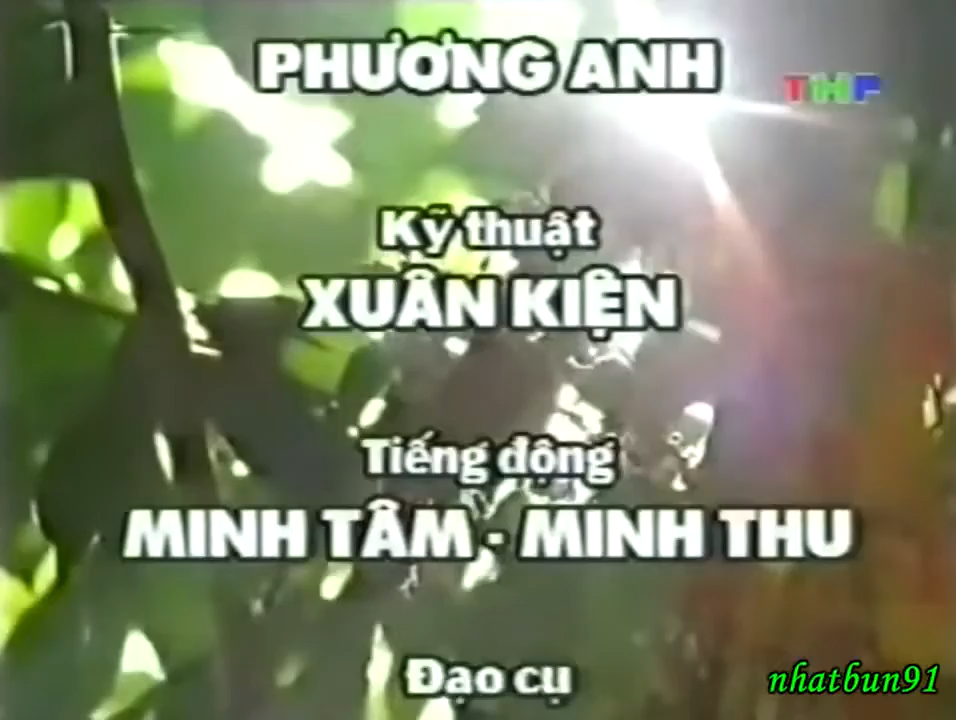 PHƯƠNG ANH
THP
Kỹ thuật
XUÂN KIỆN
Tiếng động
MINH TÂM - MINH THU
Đạo cụ
nhatbun91